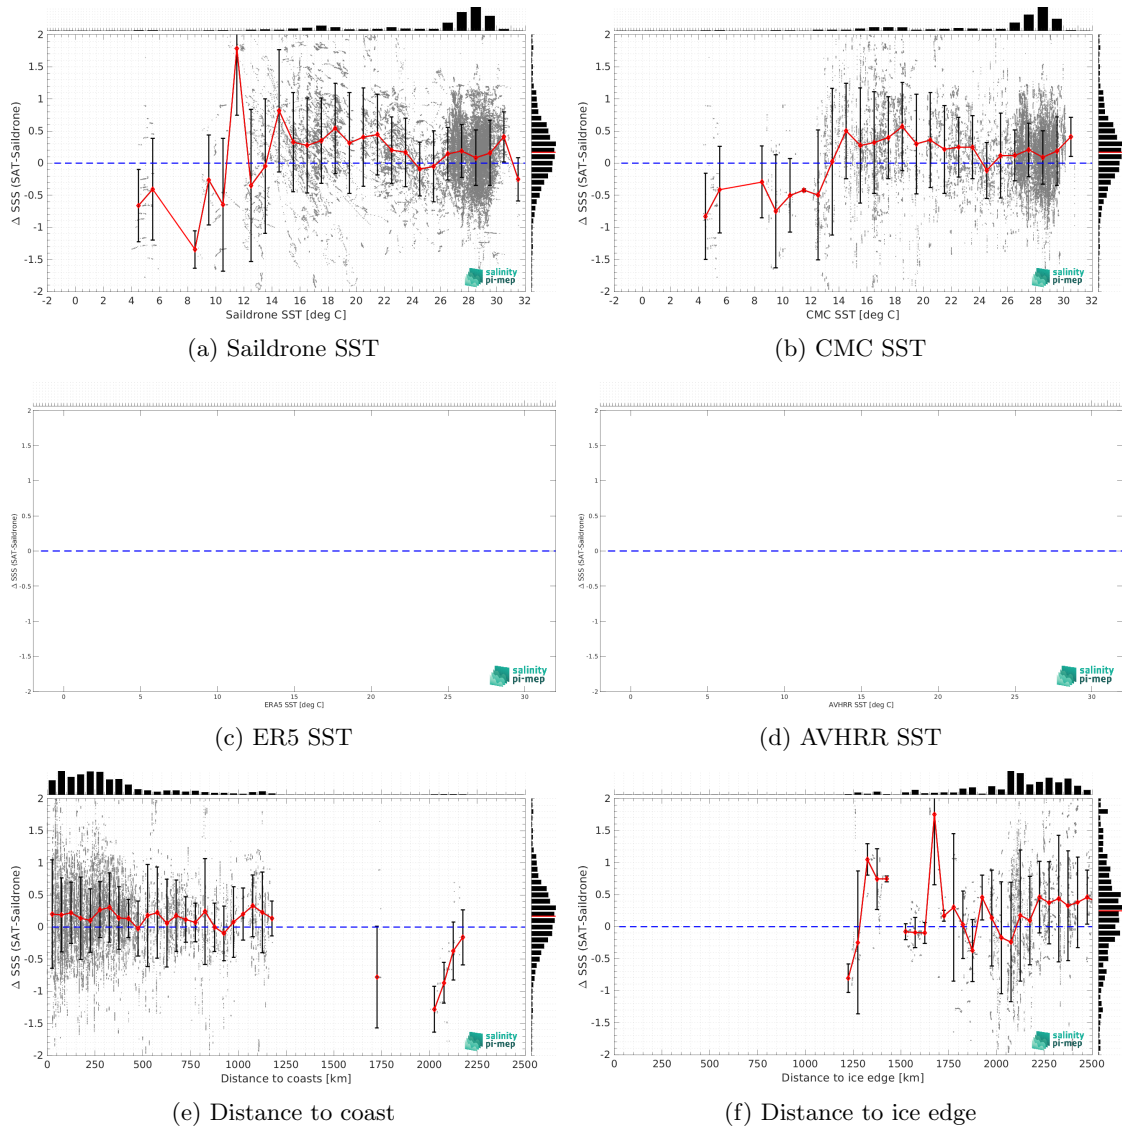 2
1.5
1
0.5
0
-0.5
-1
-1.5
-2
Δ SSS (SAT-Saildrone)
-2 0 2 4 6 8 10 12 14 16 18 20 22 24 26 28 30 32
Saildrone SST [deg C]
salinity
pi-mep
(a) Saildrone SST
2
1.5
1
0.5
0
-0.5
-1
-1.5
-2
Δ SSS (SAT-Saildrone)
-2 0 2 4 6 8 10 12 14 16 18 20 22 24 26 28 30 32
CMC SST [deg C]
salinity
pi-mep
(b) CMC SST
2
1.5
1
0.5
0
-0.5
-1
-1.5
-2
Δ SSS (SAT-Saildrone)
0 5 10 15 20 25 30
ERA5 SST [deg C]
salinity
pi-mep
(c) ER5 SST
2
1.5
1
0.5
0
-0.5
-1
-1.5
-2
Δ SSS (SAT-Saildrone)
0 5 10 15 20 25 30
AVHRR SST [deg C]
salinity
pi-mep
(d) AVHRR SST
2
1.5
1
0.5
0
-0.5
-1
-1.5
-2
Δ SSS (SAT-Saildrone)
0 250 500 750 1000 1250 1500 1750 2000 2250 2500
Distance to coasts [km]
salinity
pi-mep
(e) Distance to coast
2
1.5
1
0.5
0
-0.5
-1
-1.5
-2
Δ SSS (SAT-Saildrone)
0 250 500 750 1000 1250 1500 1750 2000 2250 2500
Distance to ice edge [km]
salinity
pi-mep
(f) Distance to ice edge